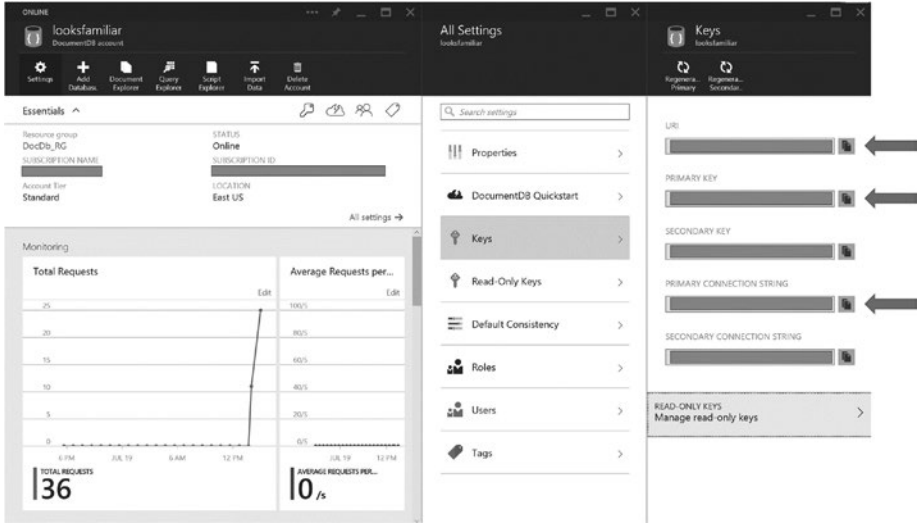 ONLINE
looksfamiliar
DocumentDB account
Settings
Add Database
Document Explorer
Query Explorer
Script Explorer
Import Data
Delete Account
Essentials
Resource group
DocDb_RG
STATUS
Online
SUBSCRIPTION NAME
SUBSCRIPTION ID
Account Tier
Standard
LOCATION
East US
All settings →
Monitoring
Total Requests
Edit
25
20
15
10
5
0
6 PM JUL 19 6 AM 12 PM
TOTAL REQUESTS
36
Average Requests per...
Edit
100/S
80/S
60/S
40/S
20/S
0/S
JUL 19 12 PM
AVERAGE REQUESTS PER...
0 /s
All Settings
looksfamiliar
Search settings
Properties
DocumentDB Quickstart
Keys
Read-Only Keys
Default Consistency
Roles
Users
Tags
Keys
looksfamiliar
Regenera... Primary
Regenera... Secondar...
URI
PRIMARY KEY
SECONDARY KEY
PRIMARY CONNECTION STRING
SECONDARY CONNECTION STRING
READ-ONLY KEYS
Manage read-only keys